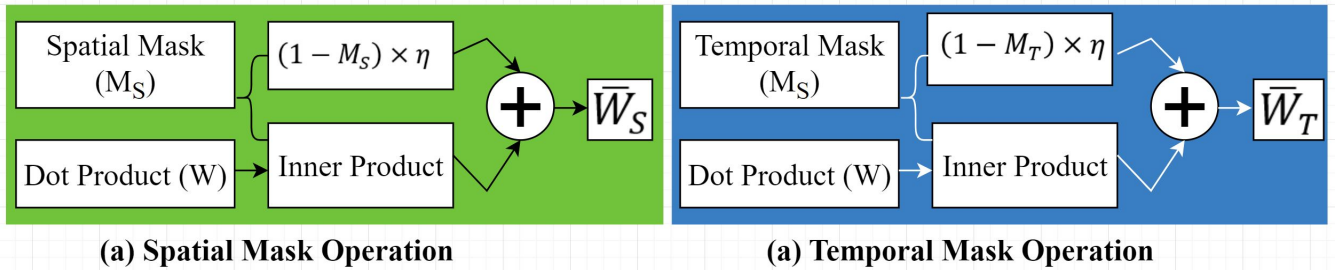 Spatial Mask
(M_S)
(1 − M_S) × η
+
W̅_S
Dot Product (W)
Inner Product
(a) Spatial Mask Operation
Temporal Mask
(M_S)
(1 − M_T) × η
+
W̅_T
Dot Product (W)
Inner Product
(a) Temporal Mask Operation